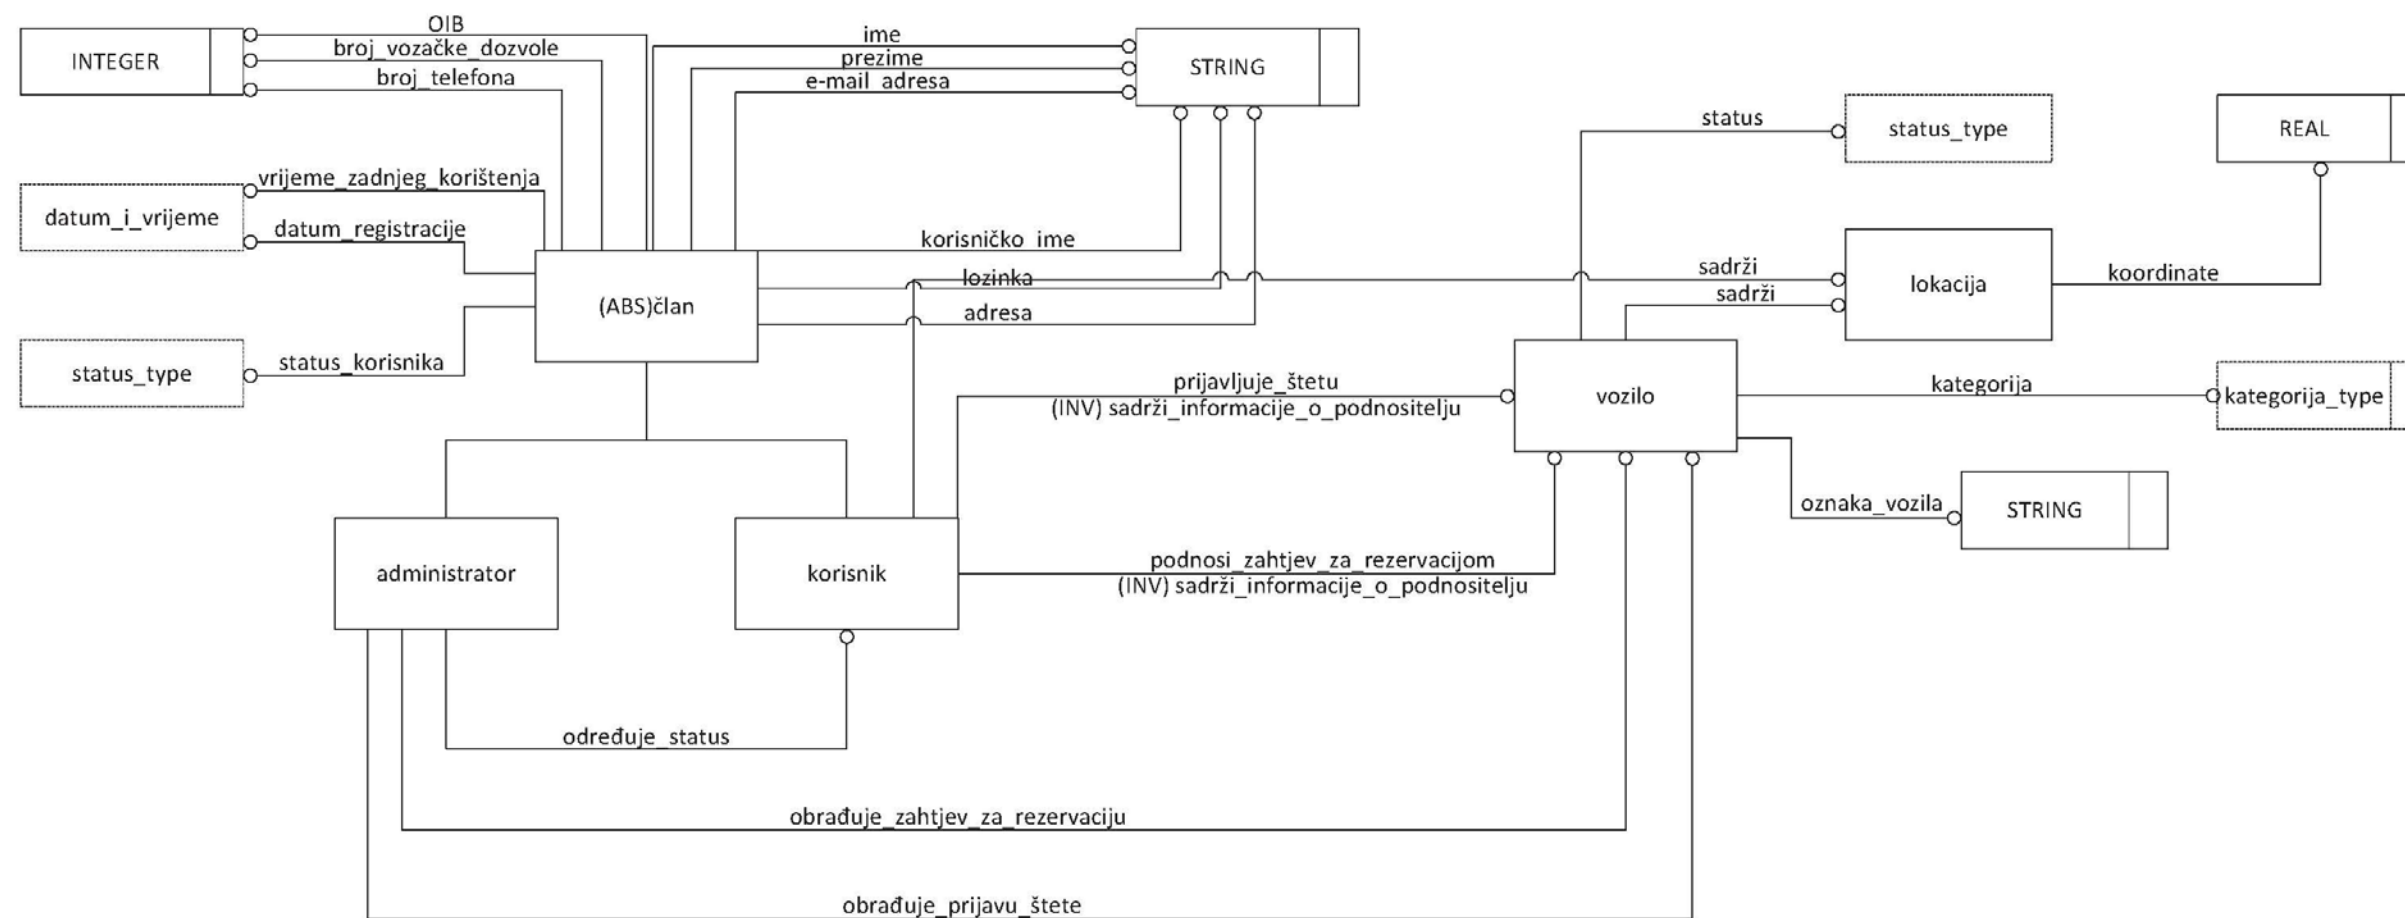 OIB
broj_vozačke_dozvole
broj_telefona
INTEGER
ime
prezime
e-mail_adresa
STRING
status
status_type
REAL
vrijeme_zadnjeg_korištenja
datum_i_vrijeme
datum_registracije
korisničko_ime
lozinka
adresa
(ABS)član
sadrži
sadrži
lokacija
koordinate
status_type
status_korisnika
prijavljuje_štetu
(INV) sadrži_informacije_o_podnositelju
vozilo
kategorija
kategorija_type
oznaka_vozila
STRING
administrator
korisnik
podnosi_zahtjev_za_rezervacijom
(INV) sadrži_informacije_o_podnositelju
određuje_status
obrađuje_zahtjev_za_rezervaciju
obrađuje_prijavu_štete